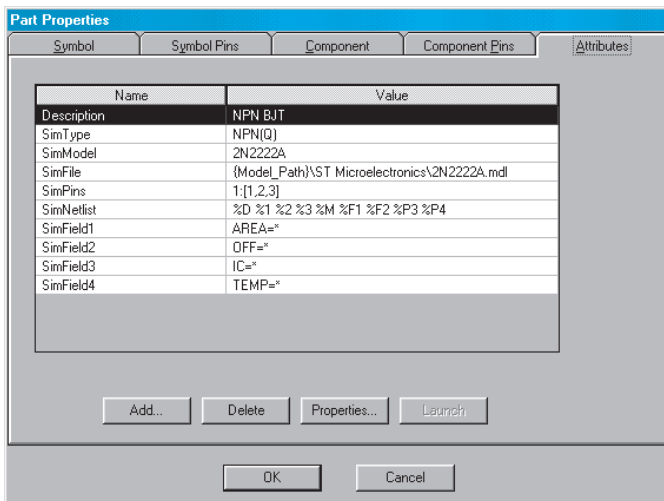 Part Properties
Symbol Symbol Pins Component Component Pins Attributes
Name Value
Description NPN BJT
SimType NPN(Q)
SimModel 2N2222A
SimFile {Model_Path}\ST Microelectronics\2N2222A.mdl
SimPins 1:[1,2,3]
SimNetlist %D %1 %2 %3 %M %F1 %F2 %P3 %P4
SimField1 AREA=*
SimField2 OFF=*
SimField3 IC=*
SimField4 TEMP=*
Add... Delete Properties... Launch
OK Cancel